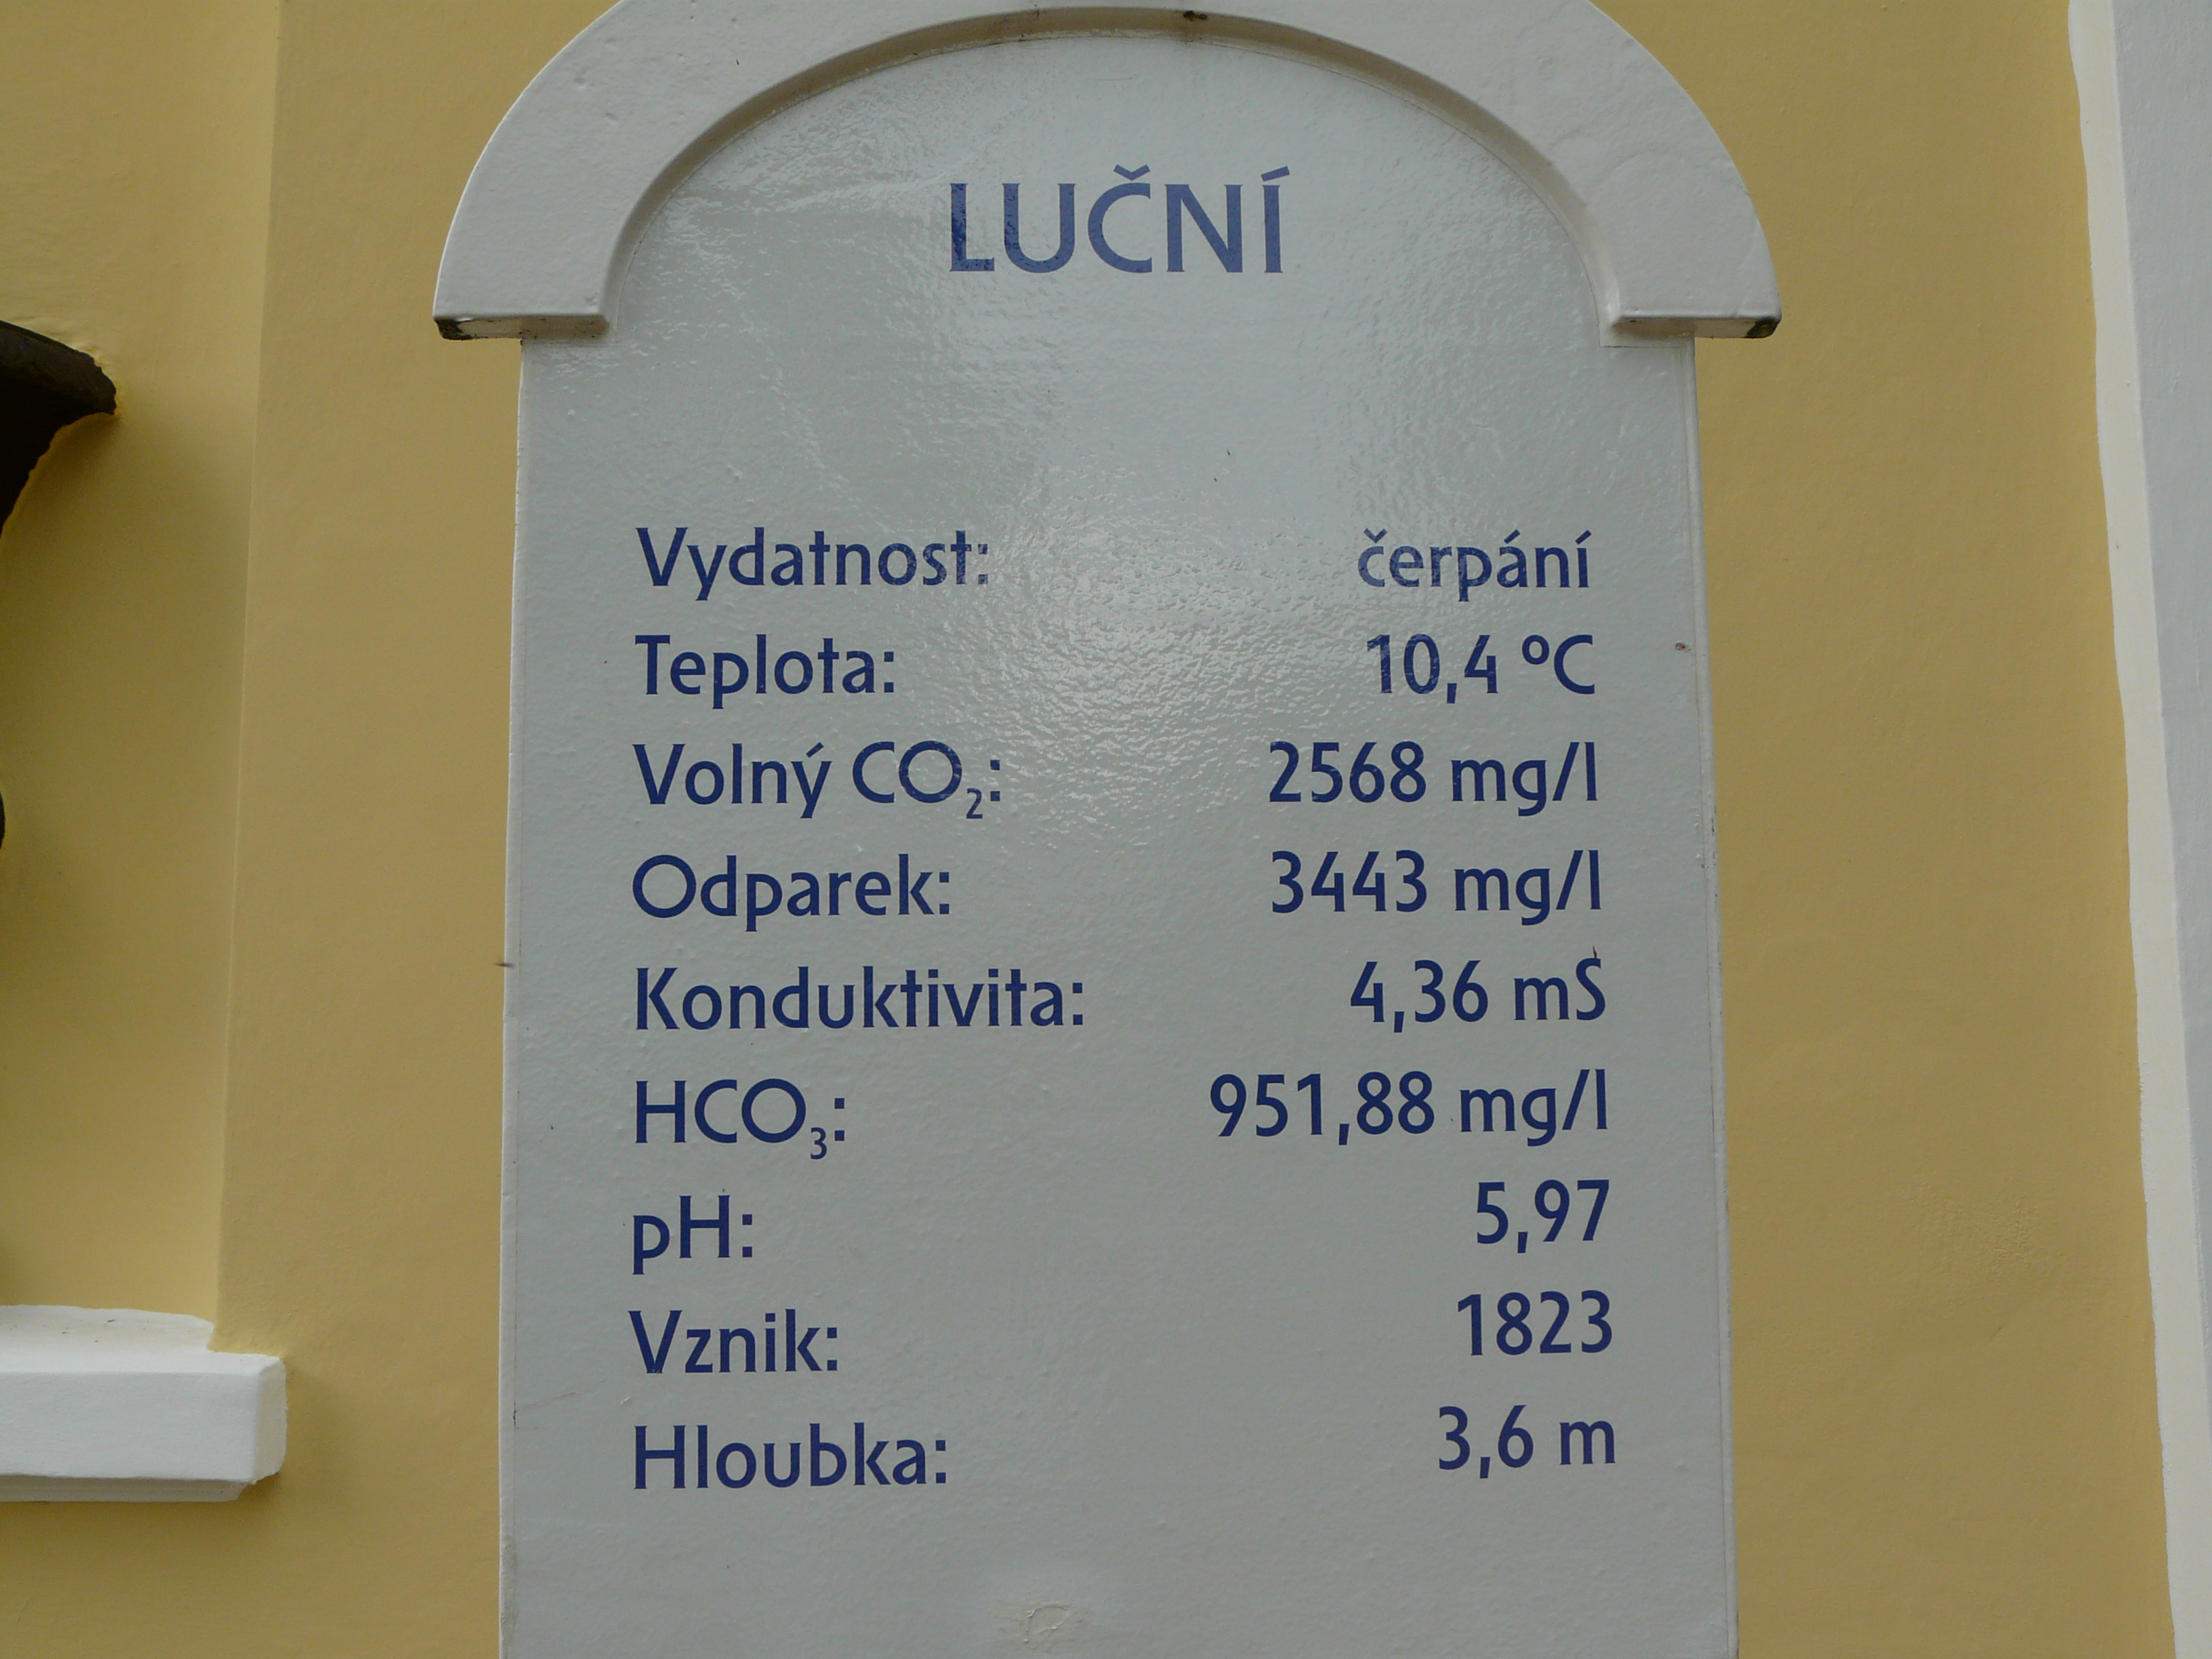 LUČNÍ
Vydatnost: čerpání
Teplota: 10,4 ºC
Volný CO₂: 2568 mg/l
Odparek: 3443 mg/l
Konduktivita: 4,36 mS
HCO₃: 951,88 mg/l
pH: 5,97
Vznik: 1823
Hloubka: 3,6 m